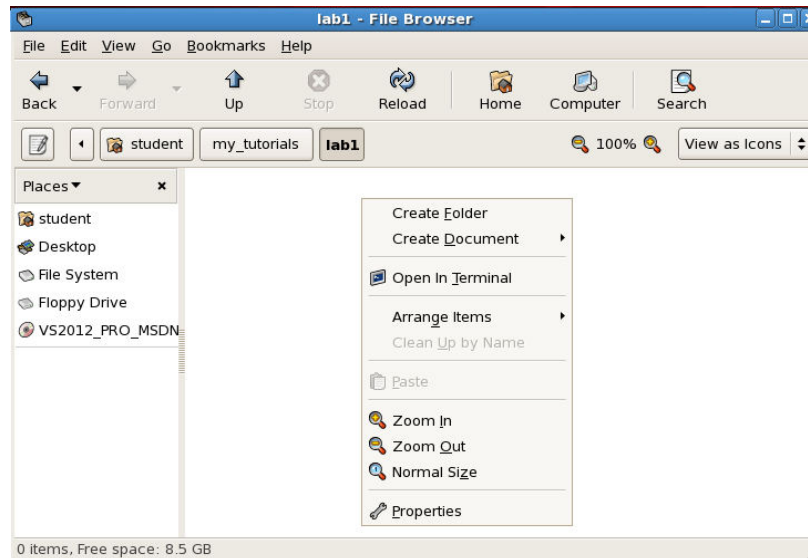 lab1 - File Browser
File Edit View Go Bookmarks Help
Back Forward Up Stop Reload Home Computer Search
student my_tutorials lab1 100% View as Icons
Places
student
Desktop
File System
Floppy Drive
VS2012_PRO_MSDN
Create Folder
Create Document
Open In Terminal
Arrange Items
Clean Up by Name
Paste
Zoom In
Zoom Out
Normal Size
Properties
0 items, Free space: 8.5 GB